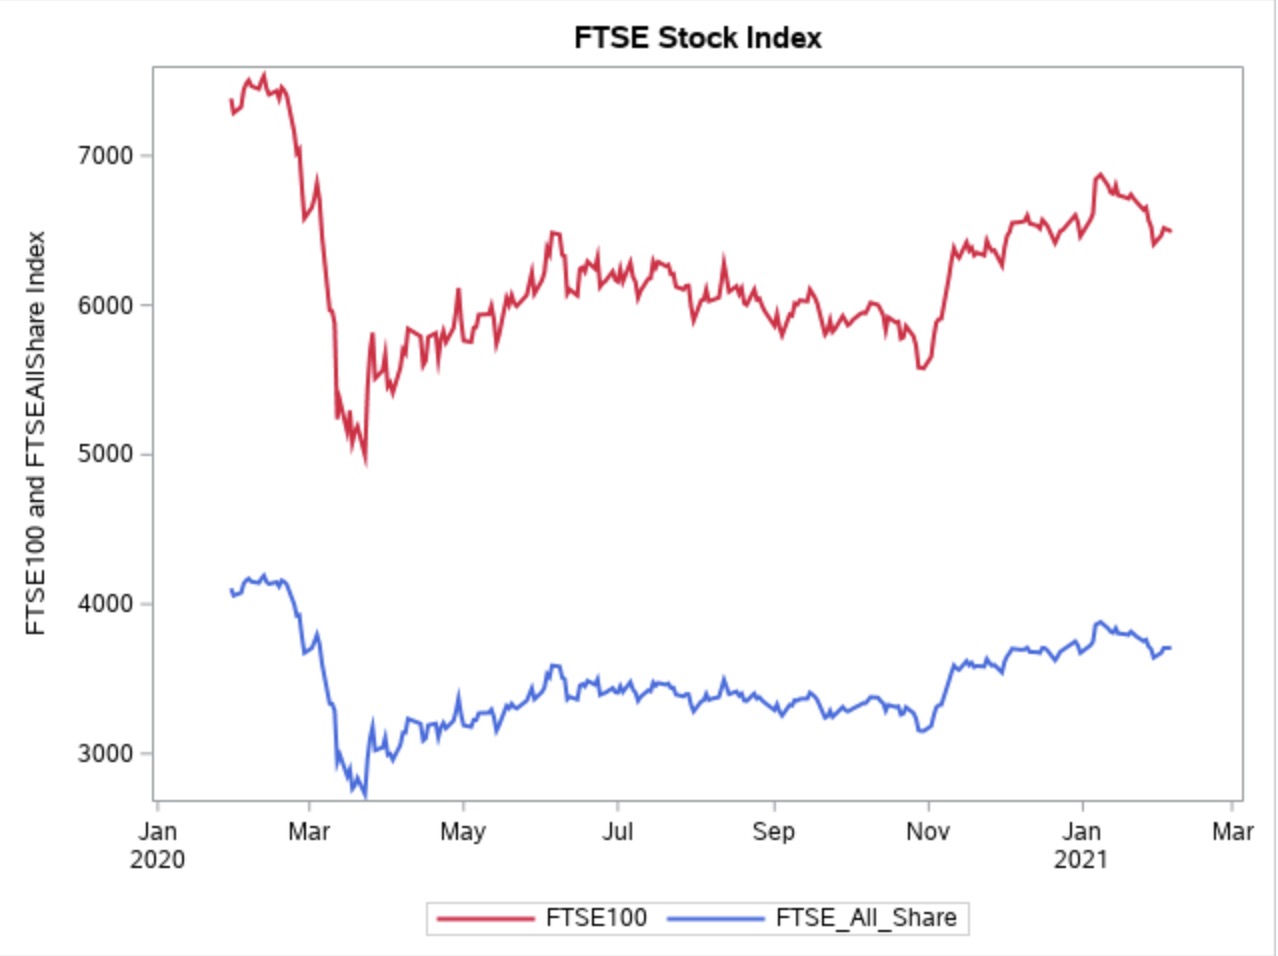 FTSE Stock Index
FTSE100 and FTSEAllShare Index
7000
6000
5000
4000
3000
Jan Mar May Jul Sep Nov Jan Mar
2020 2021
FTSE100 FTSE_All_Share